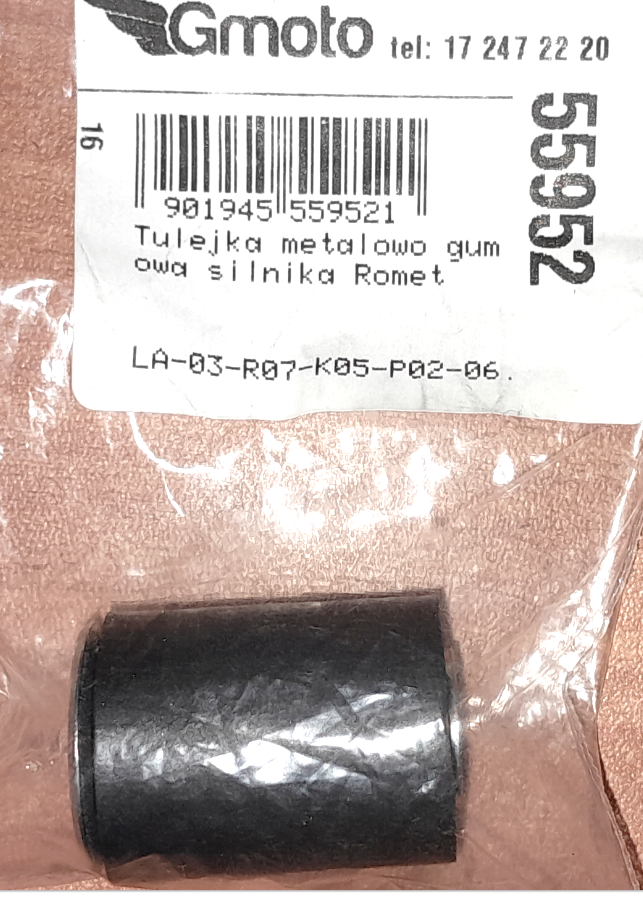 Gmoto tel: 17 247 22 20
16
55952
901945 559521
Tulejka metalowo gum
owa silnika Romet
LA-03-R07-K05-P02-06.